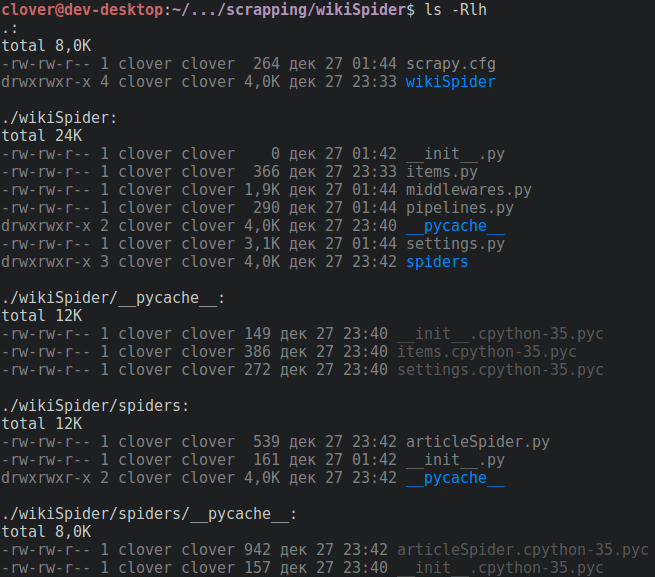 clover@dev-desktop:~/.../scrapping/wikiSpider$ ls -Rlh
.:
total 8,0K
-rw-rw-r-- 1 clover clover  264 дек 27 01:44 scrapy.cfg
drwxrwxr-x 4 clover clover 4,0K дек 27 23:33 wikiSpider

./wikiSpider:
total 24K
-rw-rw-r-- 1 clover clover    0 дек 27 01:42 __init__.py
-rw-rw-r-- 1 clover clover  366 дек 27 23:33 items.py
-rw-rw-r-- 1 clover clover 1,9K дек 27 01:44 middlewares.py
-rw-rw-r-- 1 clover clover  290 дек 27 01:44 pipelines.py
drwxrwxr-x 2 clover clover 4,0K дек 27 23:40 __pycache__
-rw-rw-r-- 1 clover clover 3,1K дек 27 01:44 settings.py
drwxrwxr-x 3 clover clover 4,0K дек 27 23:42 spiders

./wikiSpider/__pycache__:
total 12K
-rw-rw-r-- 1 clover clover 149 дек 27 23:40 __init__.cpython-35.pyc
-rw-rw-r-- 1 clover clover 386 дек 27 23:40 items.cpython-35.pyc
-rw-rw-r-- 1 clover clover 272 дек 27 23:40 settings.cpython-35.pyc

./wikiSpider/spiders:
total 12K
-rw-rw-r-- 1 clover clover  539 дек 27 23:42 articleSpider.py
-rw-rw-r-- 1 clover clover  161 дек 27 01:42 __init__.py
drwxrwxr-x 2 clover clover 4,0K дек 27 23:42 __pycache__

./wikiSpider/spiders/__pycache__:
total 8,0K
-rw-rw-r-- 1 clover clover 942 дек 27 23:42 articleSpider.cpython-35.pyc
-rw-rw-r-- 1 clover clover 157 дек 27 23:40 __init__.cpython-35.pyc